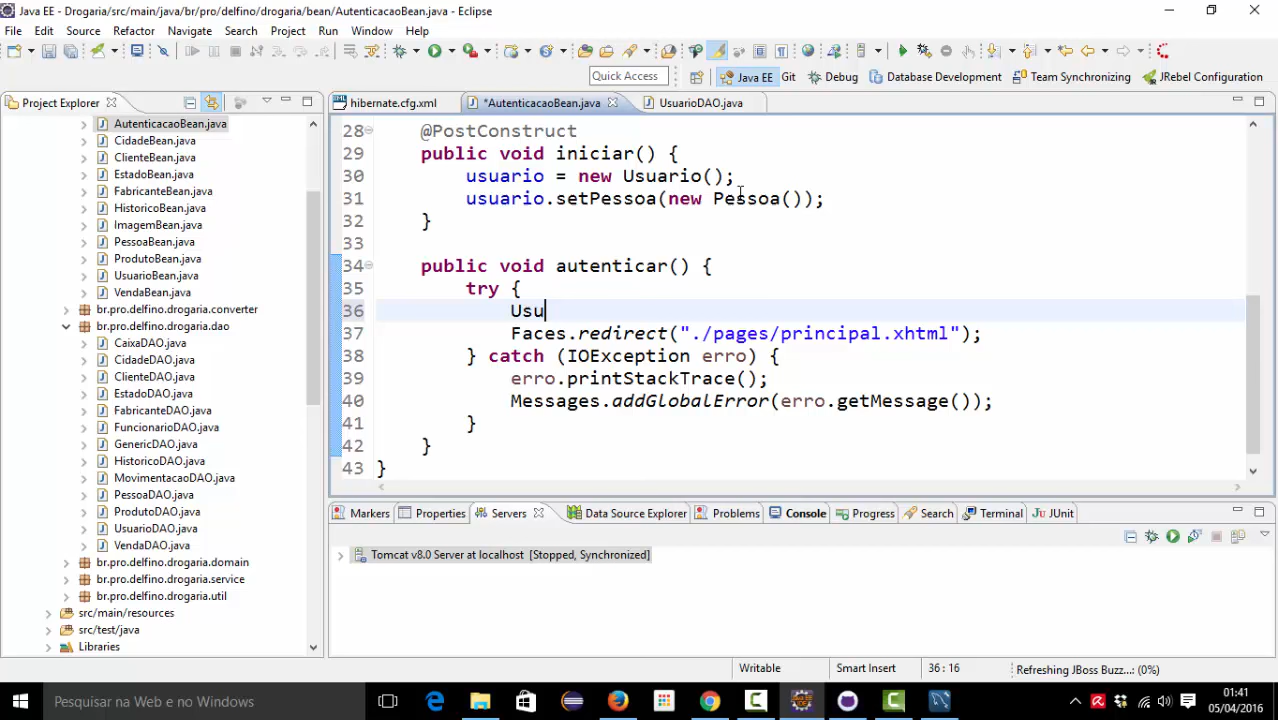 Java EE - Drogaria/src/main/java/br/pro/delfino/drogaria/bean/AutenticacaoBean.java - Eclipse
File Edit Source Refactor Navigate Search Project Run Window Help
Quick Access
Java EE Git Debug Database Development Team Synchronizing JRebel Configuration
Project Explorer
AutenticacaoBean.java
CidadeBean.java
ClienteBean.java
EstadoBean.java
FabricanteBean.java
HistoricoBean.java
ImagemBean.java
PessoaBean.java
ProdutoBean.java
UsuarioBean.java
VendaBean.java
br.pro.delfino.drogaria.converter
br.pro.delfino.drogaria.dao
CaixaDAO.java
CidadeDAO.java
ClienteDAO.java
EstadoDAO.java
FabricanteDAO.java
FuncionarioDAO.java
GenericDAO.java
HistoricoDAO.java
MovimentacaoDAO.java
PessoaDAO.java
ProdutoDAO.java
UsuarioDAO.java
VendaDAO.java
br.pro.delfino.drogaria.domain
br.pro.delfino.drogaria.service
br.pro.delfino.drogaria.util
src/main/resources
src/test/java
Libraries
hibernate.cfg.xml *AutenticacaoBean.java UsuarioDAO.java
28 @PostConstruct
29 public void iniciar() {
30 usuario = new Usuario();
31 usuario.setPessoa(new Pessoa());
32 }
33
34 public void autenticar() {
35 try {
36 Usu
37 Faces.redirect("./pages/principal.xhtml");
38 } catch (IOException erro) {
39 erro.printStackTrace();
40 Messages.addGlobalError(erro.getMessage());
41 }
42 }
43 }
Markers Properties Servers Data Source Explorer Problems Console Progress Search Terminal JUnit
Tomcat v8.0 Server at localhost [Stopped, Synchronized]
Writable Smart Insert 36 : 16 Refreshing JBoss Buzz...: (0%)
Pesquisar na Web e no Windows
01:41
05/04/2016